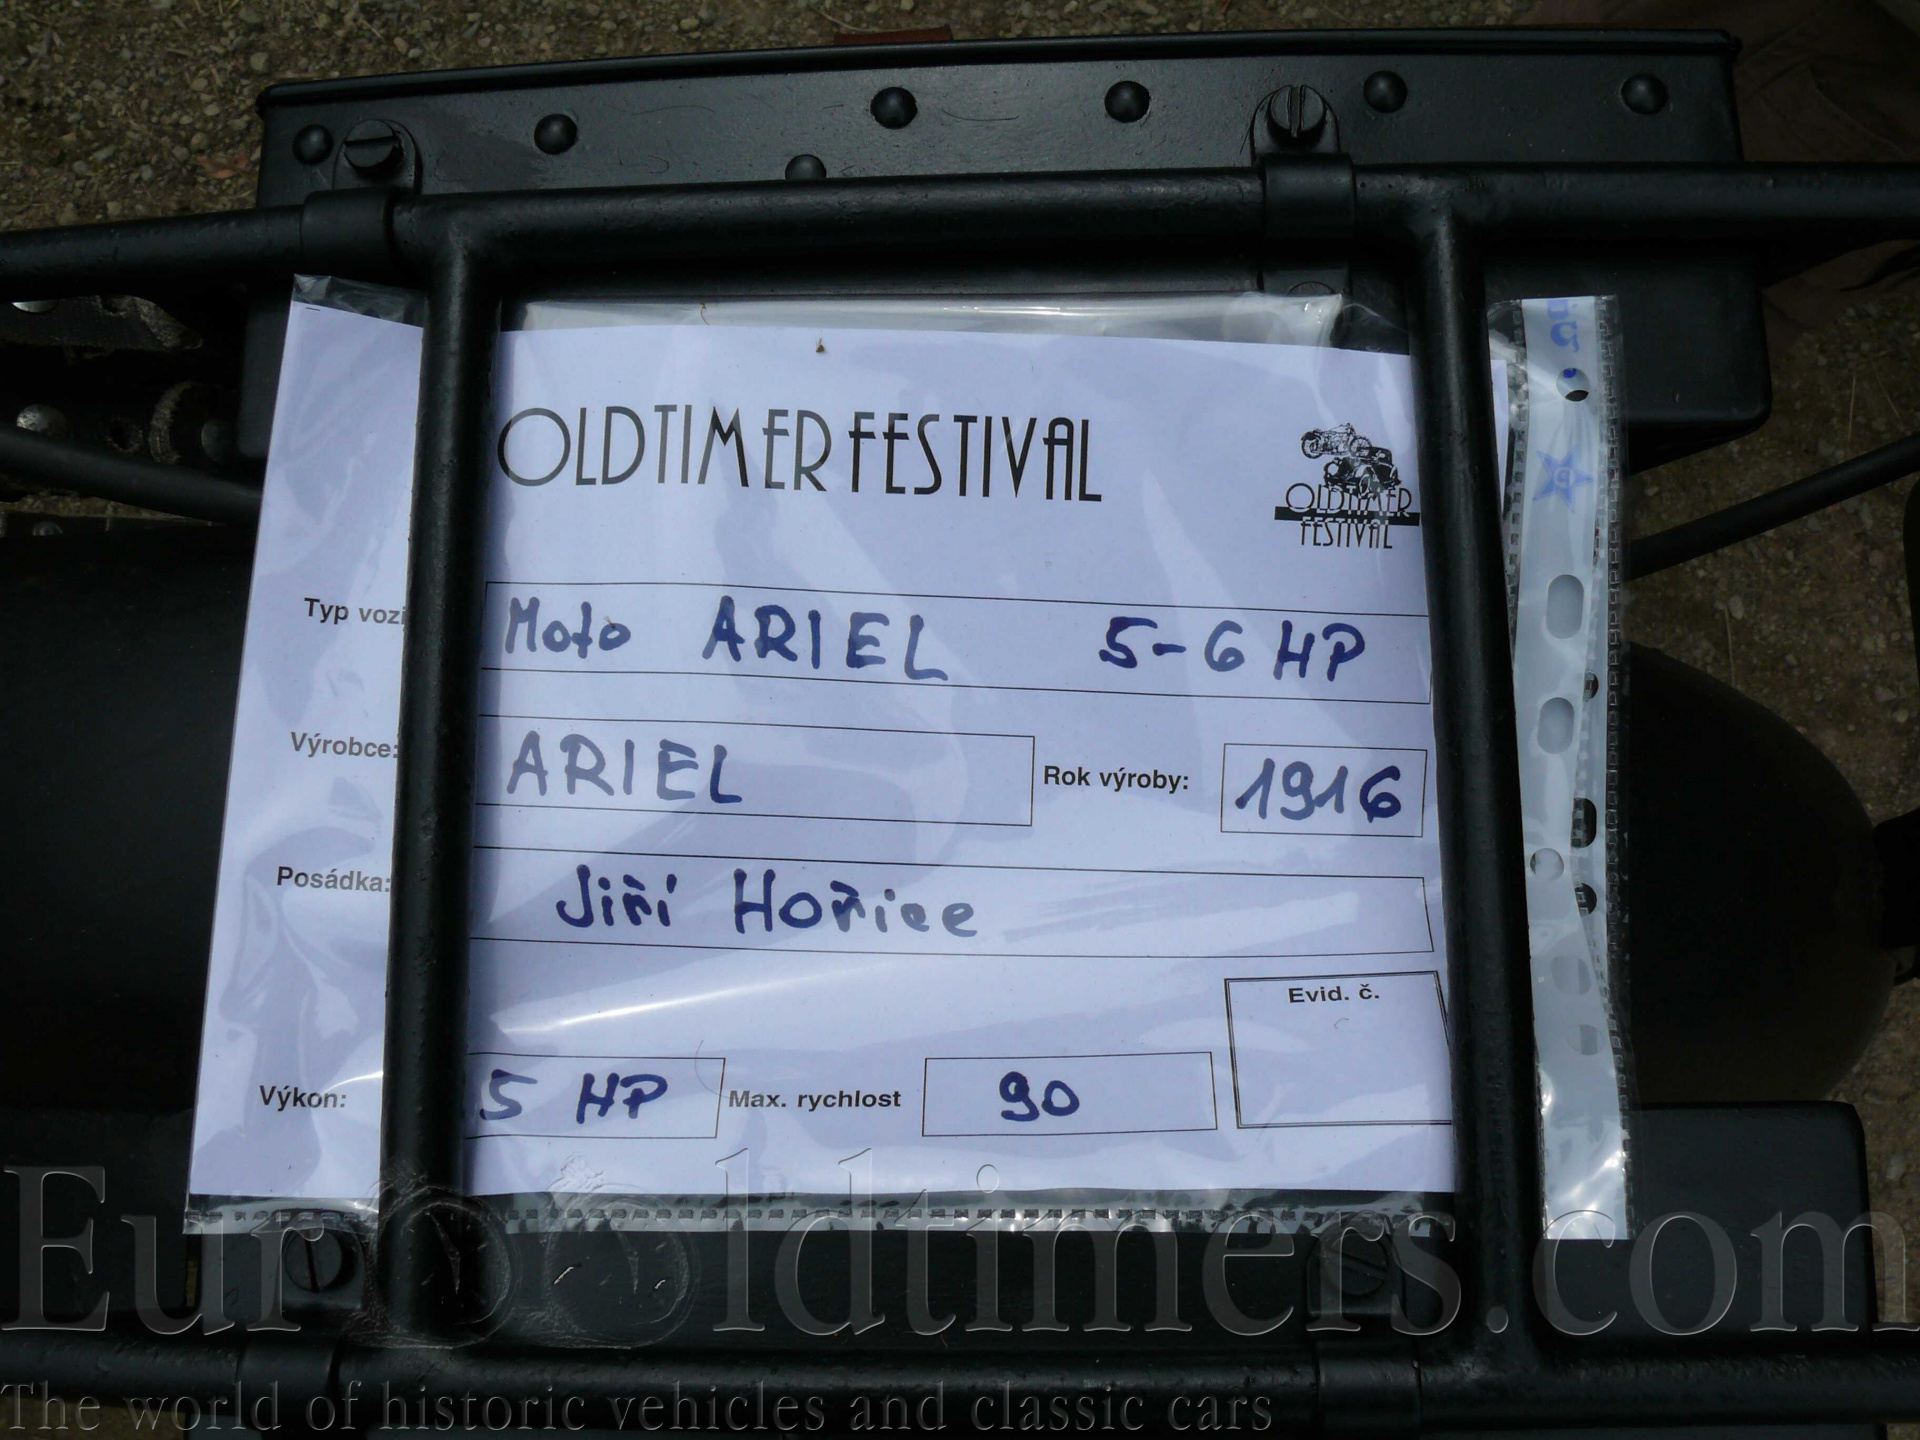 OLDTIMER FESTIVAL
OLDTIMER
FESTIVAL
Typ vozi Moto ARIEL 5-6 HP
Výrobce: ARIEL Rok výroby: 1916
Posádka: Jiří Hořice
Evid. č.
Výkon: 5 HP Max. rychlost 90
EuroOldtimers.com
The world of historic vehicles and classic cars